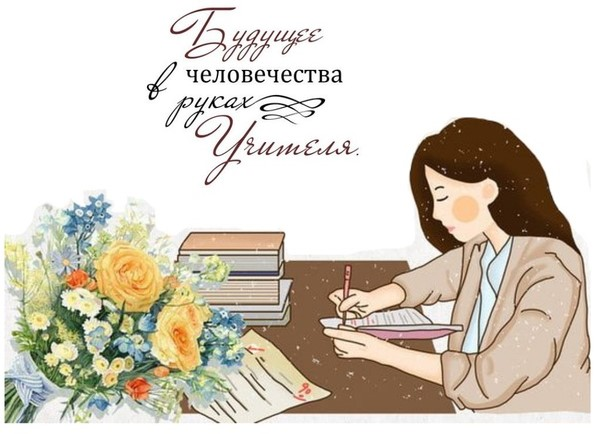 Будущее
человечества
в руках
Учителя.